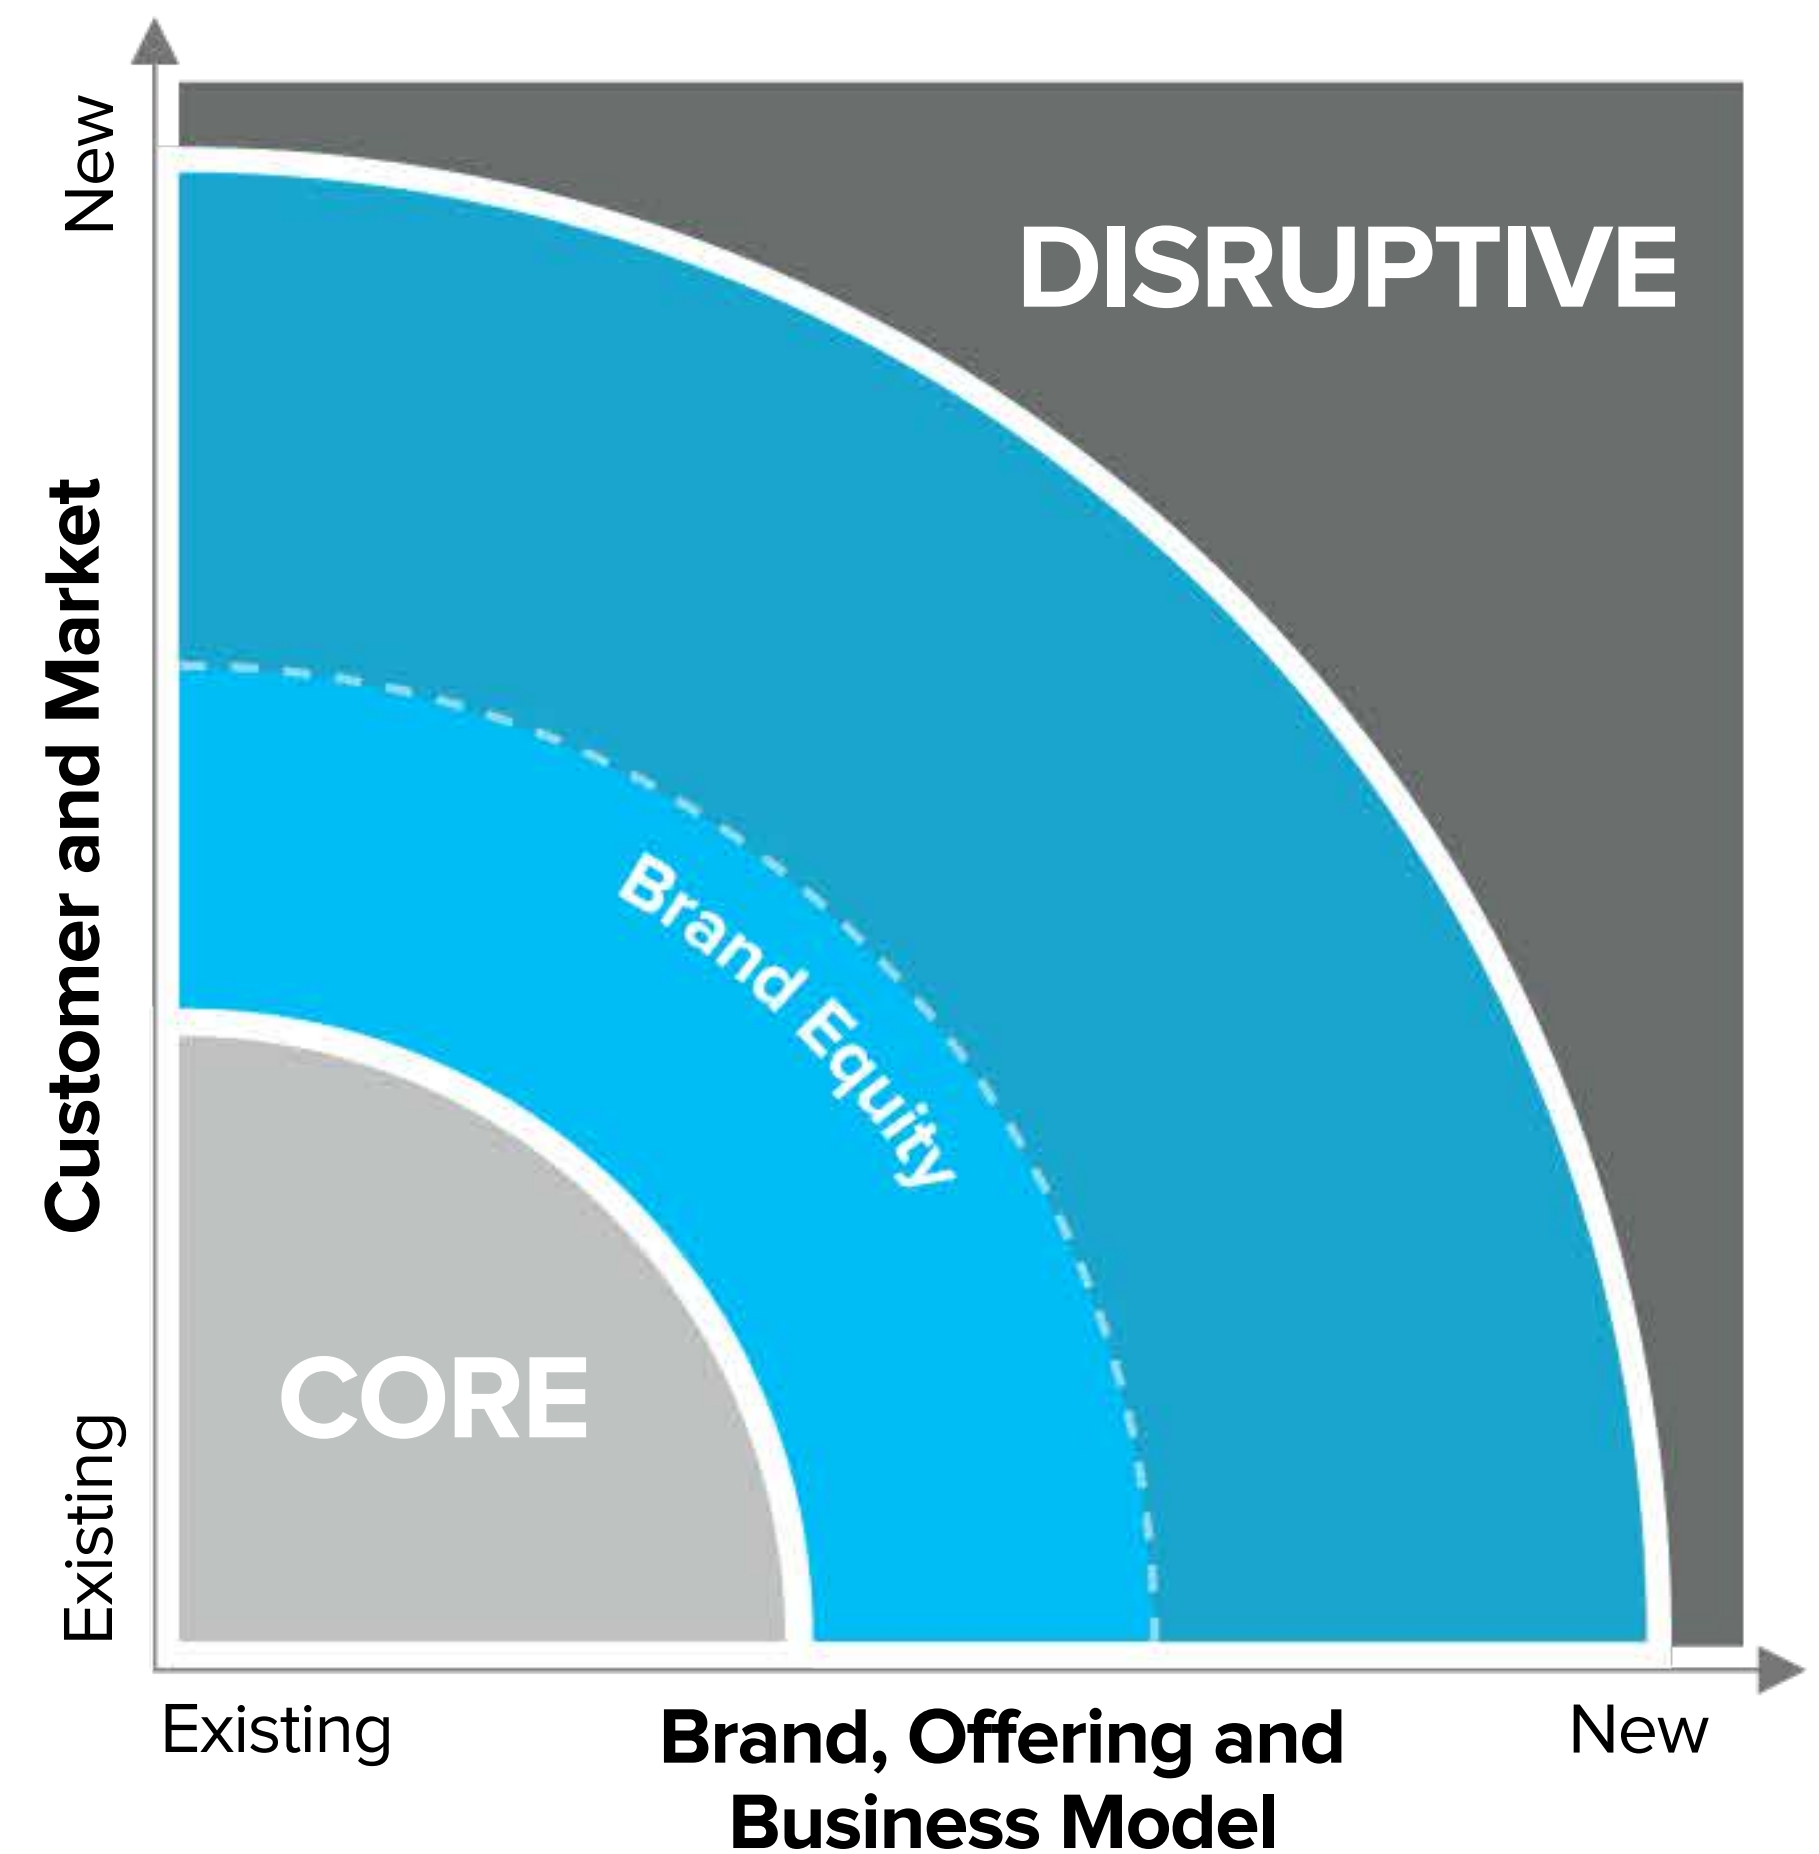 New
DISRUPTIVE
Customer and Market
Brand Equity
CORE
Existing
Existing
Brand, Offering and
Business Model
New